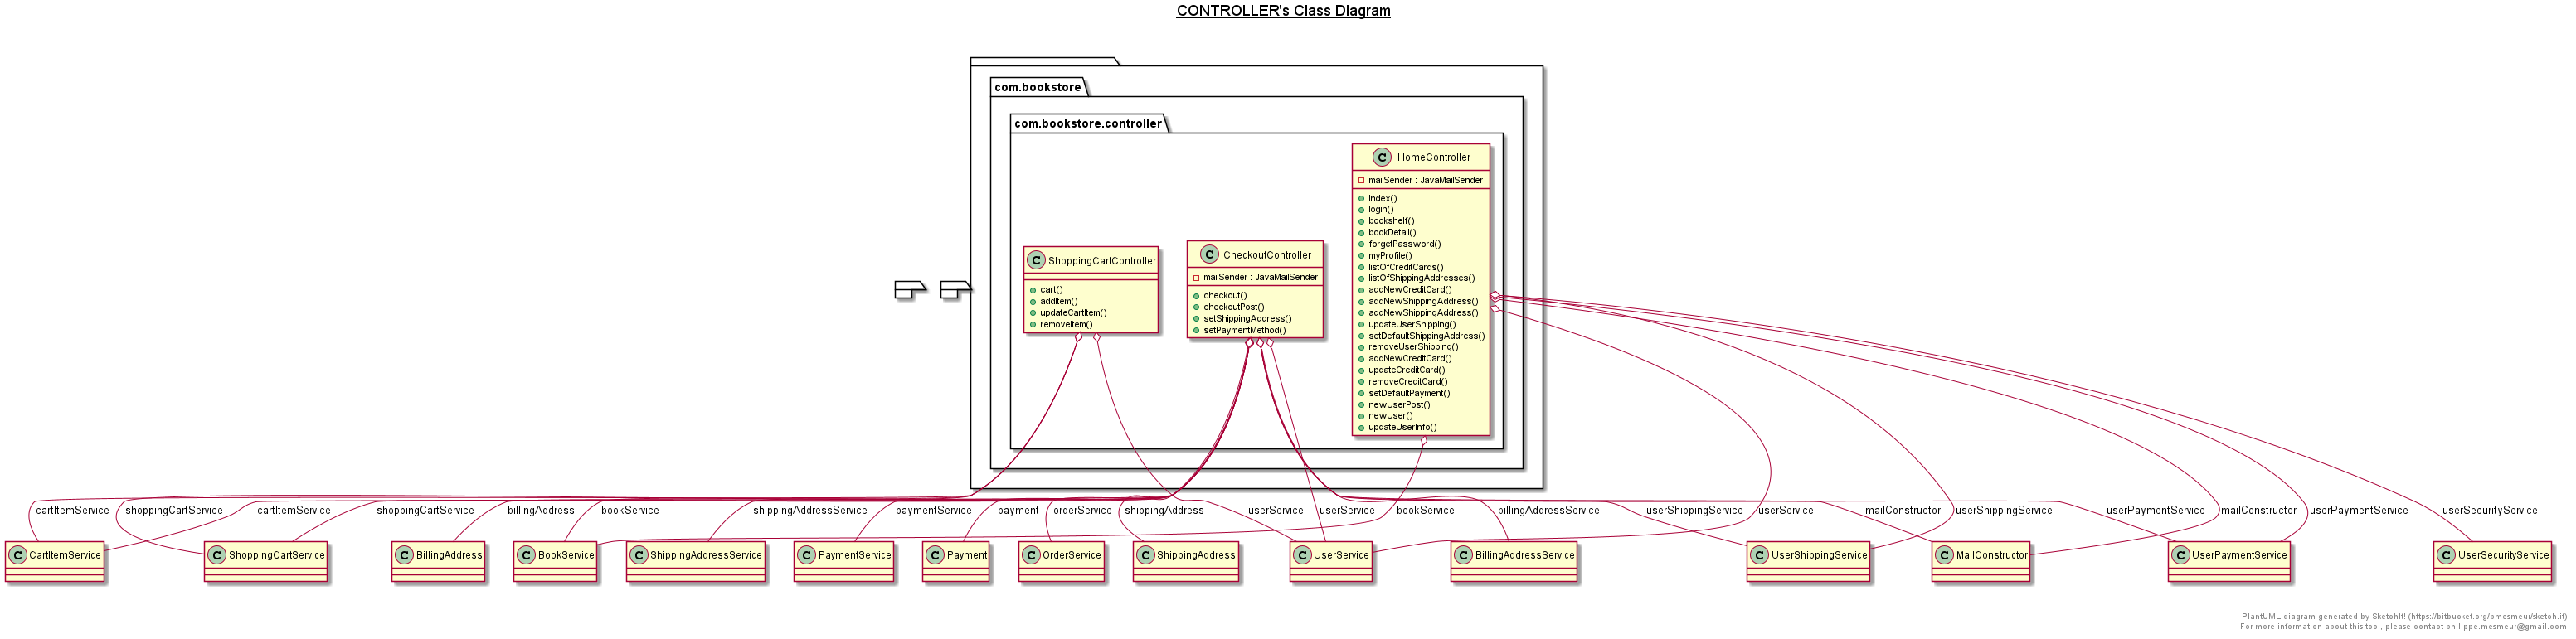 CONTROLLER's Class Diagram
com.bookstore
com.bookstore.controller
HomeController
mailSender : JavaMailSender
index()
login()
bookshelf()
bookDetail()
forgetPassword()
myProfile()
listOfCreditCards()
listOfShippingAddresses()
addNewCreditCard()
addNewShippingAddress()
addNewShippingAddress()
updateUserShipping()
setDefaultShippingAddress()
removeUserShipping()
addNewCreditCard()
updateCreditCard()
removeCreditCard()
setDefaultPayment()
newUserPost()
newUser()
updateUserInfo()
C ShoppingCartController
cart()
addItem()
updateCartItem()
removeItem()
C CheckoutController
mailSender : JavaMailSender
checkout()
checkoutPost()
setShippingAddress()
setPaymentMethod()
cartItemService shoppingCartService cartItemService shoppingCartService billingAddress bookService shippingAddressService paymentService payment orderService shippingAddress userService userService bookService billingAddressService userShippingService userService mailConstructor userShippingService userPaymentService mailConstructor userPaymentService userSecurityService
C CartItemService C ShoppingCartService C BillingAddress C BookService C ShippingAddressService C PaymentService C Payment C OrderService C ShippingAddress C UserService C BillingAddressService C UserShippingService C MailConstructor C UserPaymentService C UserSecurityService
PlantUML diagram generated by SketchIt! (https://bitbucket.org/pmesmeur/sketch.it)
For more information about this tool, please contact philippe.mesmeur@gmail.com